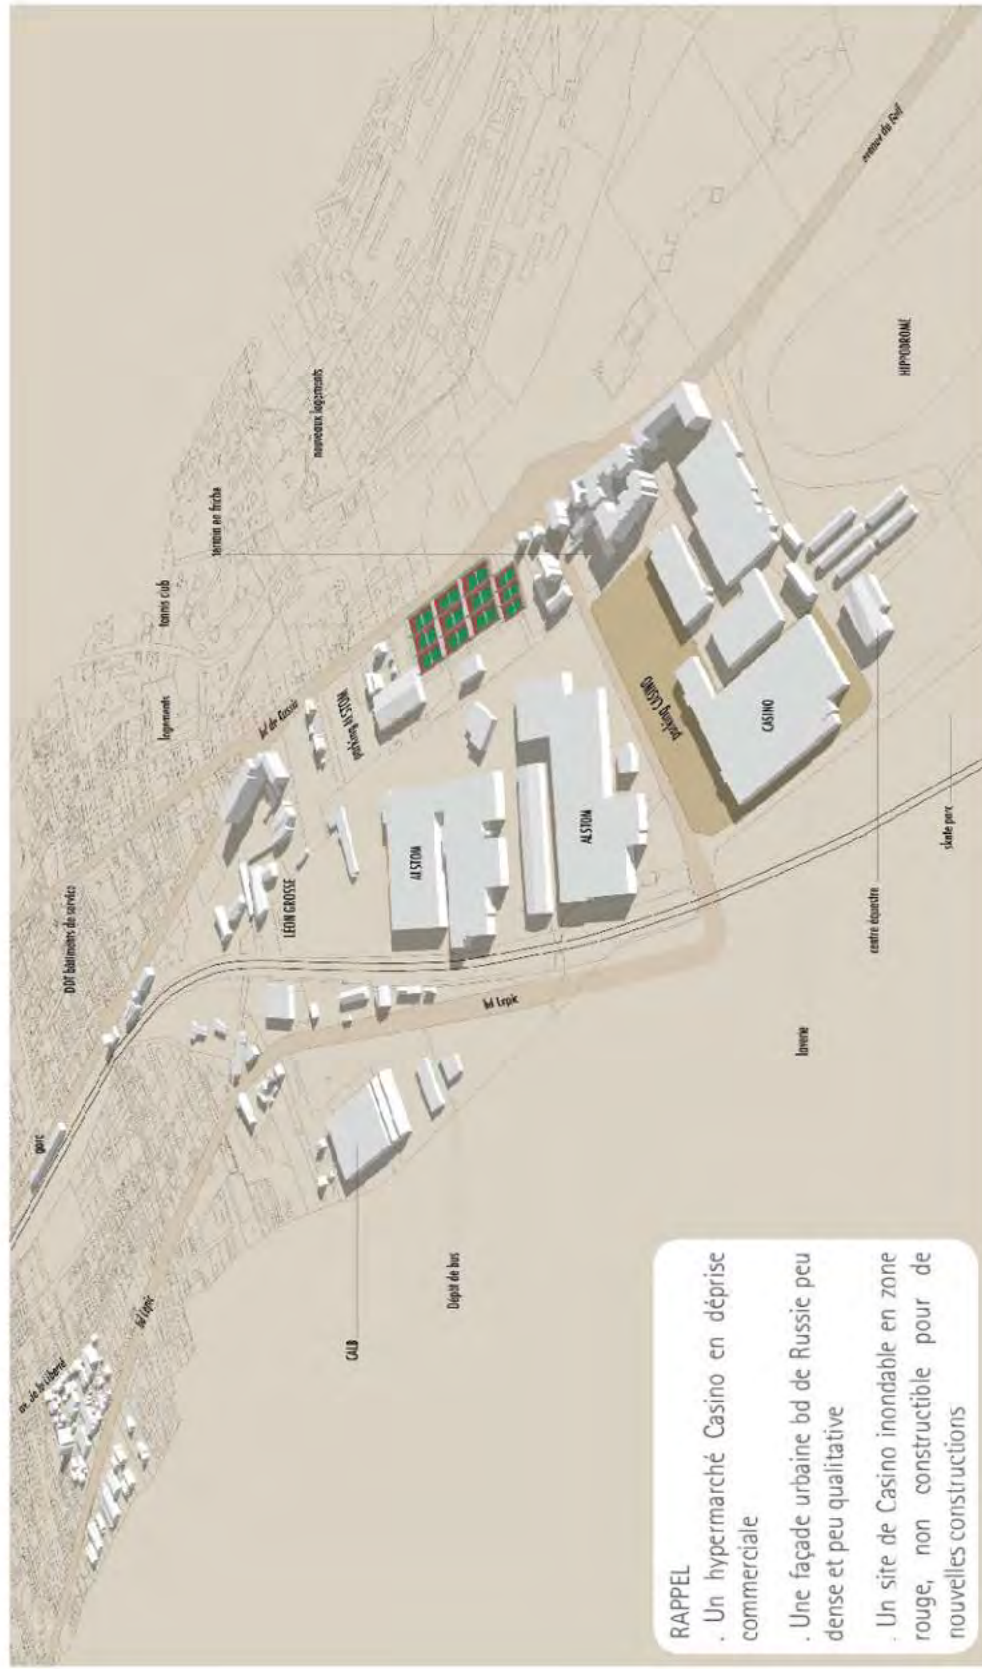 av. de la Liberté
bd Lepic
gare
DDT bâtiments de service
logements
tennis club
terrain en friche
nouveaux logements
bd de Russie
parking ALSTOM
LEON GROSSE
ALSTOM
ALSTOM
parking CASINO
CASINO
avenue du Golf
HIPPODROME
bd Lepic
CALB
Dépôt de bus
laverie
centre équestre
skate parc
RAPPEL
. Un hypermarché Casino en déprise
commerciale
. Une façade urbaine bd de Russie peu
dense et peu qualitative
. Un site de Casino inondable en zone
rouge, non constructible pour de
nouvelles constructions